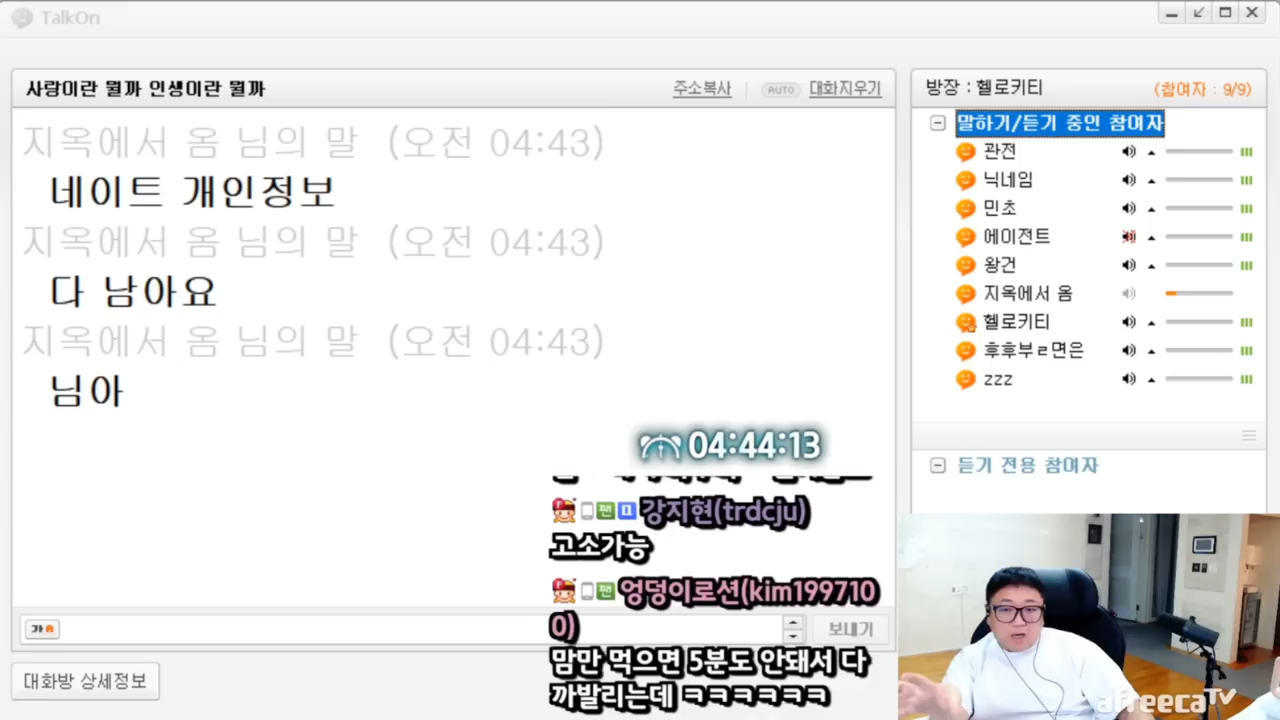 TalkOn
사랑이란 뭘까 인생이란 뭘까
주소복사
AUTO
대화지우기
지옥에서 옴 님의 말 (오전 04:43)
네이트 개인정보
지옥에서 옴 님의 말 (오전 04:43)
다 남아요
지옥에서 옴 님의 말 (오전 04:43)
님아
04:44:13
팬
강지현(trdcju)
고소가능
팬
엉덩이로션(kim199710
0)
맘만 먹으면 5분도 안돼서 다
까발리는데 ㅋㅋㅋㅋㅋㅋ
가
보내기
대화방 상세정보
방장 : 헬로키티
(참여자 : 9/9)
말하기/듣기 중인 참여자
관전
닉네임
민초
에이전트
왕건
지옥에서 옴
헬로키티
후후부ㄹ면은
zzz
듣기 전용 참여자
afreecaTV